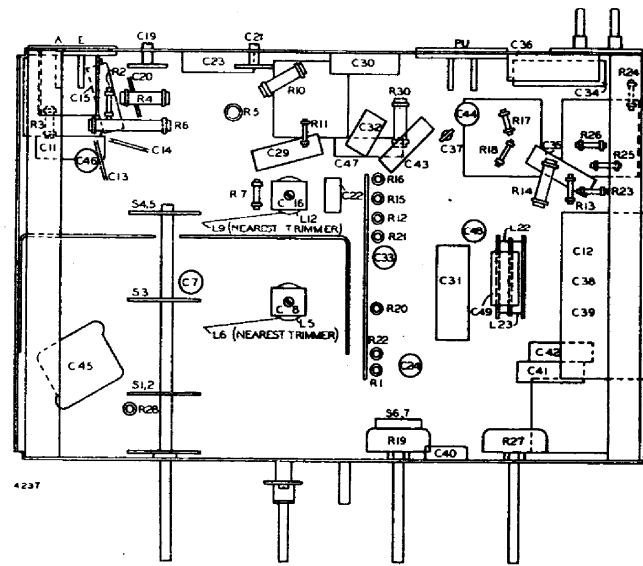 C19
C21
PU
C36
A E
C23
C30
R24
R2
C20
C15
R4
R10
C34
R5
C44
R30
R17
R3
R6
R11
C32
C37
C35
R26
C11
C14
C29
C47
C43
R18
R25
C46
C13
R16
R14
R23
R7
C16
C22
R15
R13
S4,5
L12
R12
L9 (NEAREST TRIMMER)
R21
C48
L22
C33
C12
S3
C7
C31
C38
C8
C49
L5
R20
C39
L6 (NEAREST TRIMMER)
L23
R22
C42
C45
C24
C41
R1
S1,2
R28
S6,7
R19
R27
C40
4237